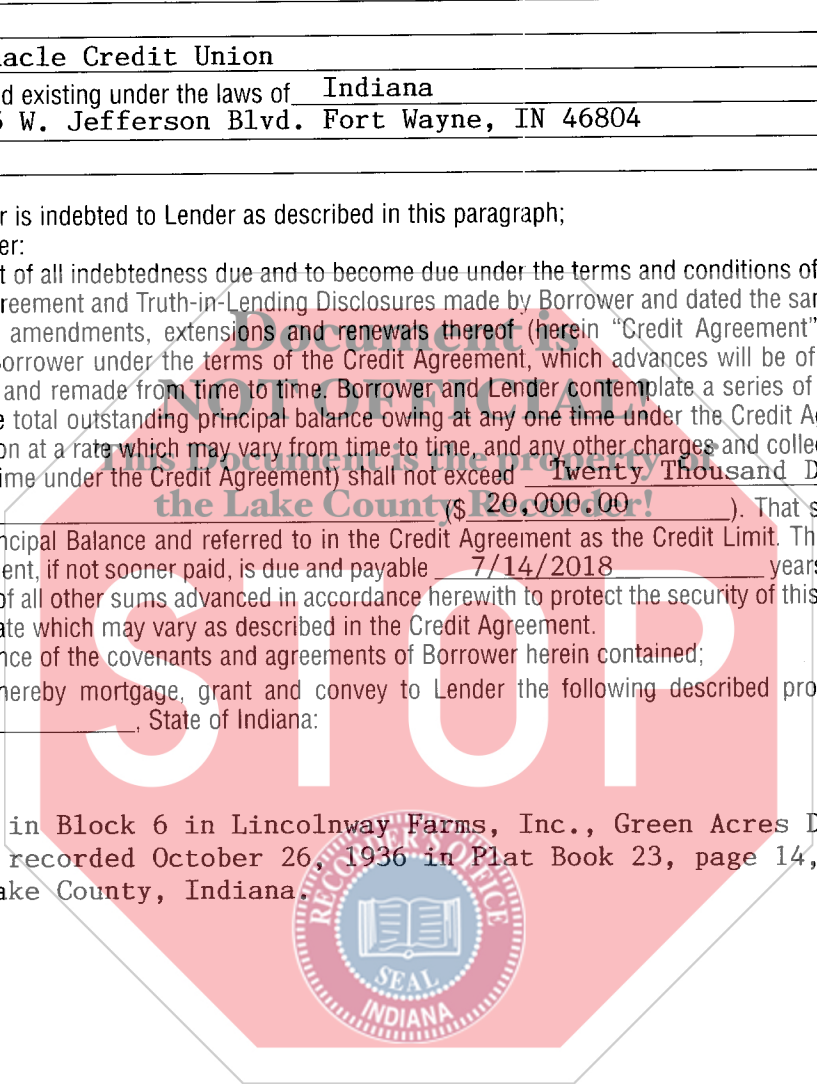 acle Credit Union
d existing under the laws of Indiana
W. Jefferson Blvd. Fort Wayne, IN 46804
r is indebted to Lender as described in this paragraph;
er:
t of all indebtedness due and to become due under the terms and conditions of
reement and Truth-in-Lending Disclosures made by Borrower and dated the sa
amendments, extensions and renewals thereof (herein “Credit Agreement”
Document is
orrower under the terms of the Credit Agreement, which advances will be of
and remade from time to time. Borrower and Lender contemplate a series of
NOT OFFICIAL!
e total outstanding principal balance owing at any one time under the Credit A
on at a rate which may vary from time to time, and any other charges and colle
This Document is the property of
ime under the Credit Agreement) shall not exceed Twenty Thousand D
the Lake County Recorder!
($ 20,000.00 ). That s
ncipal Balance and referred to in the Credit Agreement as the Credit Limit. Th
ent, if not sooner paid, is due and payable 7/14/2018 years
of all other sums advanced in accordance herewith to protect the security of this
ate which may vary as described in the Credit Agreement.
nce of the covenants and agreements of Borrower herein contained;
hereby mortgage, grant and convey to Lender the following described pro
, State of Indiana:
STOP
in Block 6 in Lincolnway Farms, Inc., Green Acres D
recorded October 26, 1936 in Plat Book 23, page 14,
ake County, Indiana.
RECORDER'S OFFICE
SEAL
INDIANA